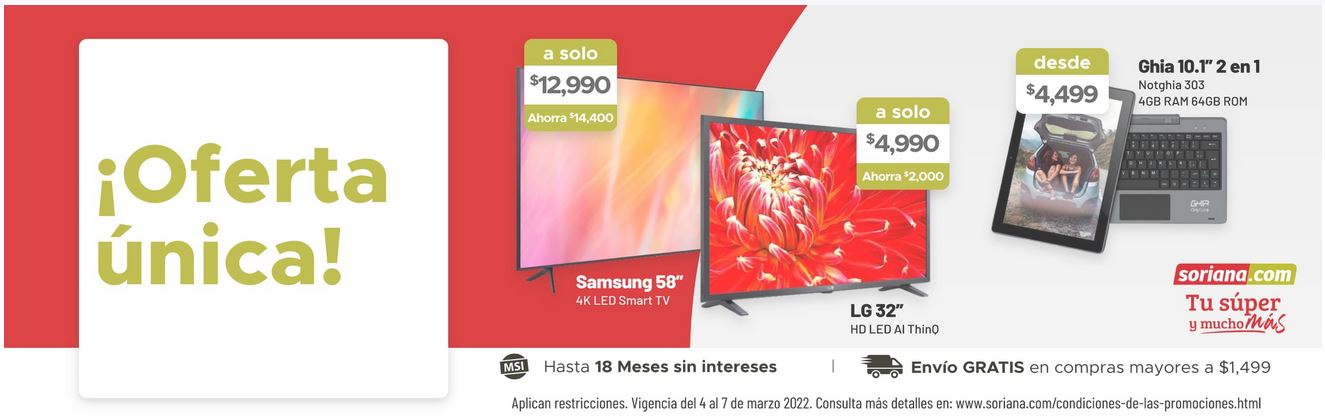 ¡Oferta
única!
a solo
$12,990
Ahorra $14,400
Samsung 58”
4K LED Smart TV
a solo
$4,990
Ahorra $2,000
LG 32”
HD LED AI ThinQ
desde
$4,499
Ghia 10.1” 2 en 1
Notghia 303
4GB RAM 64GB ROM
GHIA
soriana.com
Tu súper
y mucho más
MSI Hasta 18 Meses sin intereses | Envío GRATIS en compras mayores a $1,499
Aplican restricciones. Vigencia del 4 al 7 de marzo 2022. Consulta más detalles en: www.soriana.com/condiciones-de-las-promociones.html